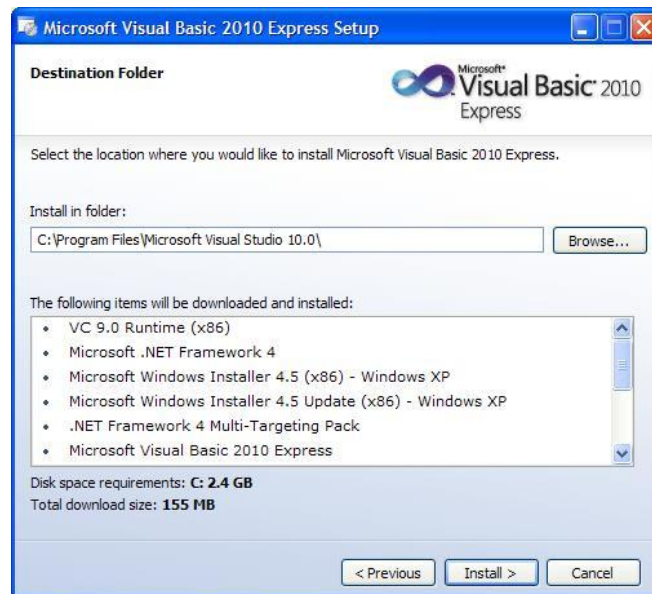 Microsoft Visual Basic 2010 Express Setup
Destination Folder
Microsoft®
Visual Basic® 2010
Express
Select the location where you would like to install Microsoft Visual Basic 2010 Express.
Install in folder:
C:\Program Files\Microsoft Visual Studio 10.0\
Browse...
The following items will be downloaded and installed:
• VC 9.0 Runtime (x86)
• Microsoft .NET Framework 4
• Microsoft Windows Installer 4.5 (x86) - Windows XP
• Microsoft Windows Installer 4.5 Update (x86) - Windows XP
• .NET Framework 4 Multi-Targeting Pack
• Microsoft Visual Basic 2010 Express
Disk space requirements: C: 2.4 GB
Total download size: 155 MB
< Previous
Install >
Cancel